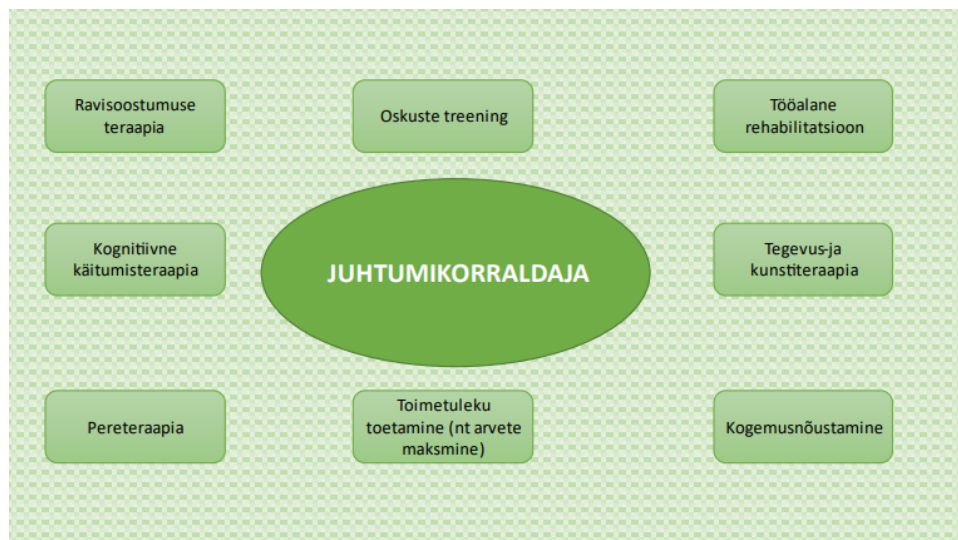 Ravisoostumuse
teraapia
Oskuste treening
Tööalane
rehabilitatsioon
Kognitiivne
käitumisteraapia
JUHTUMIKORRALDAJA
Tegevus-ja
kunstiteraapia
Pereteraapia
Toimetuleku
toetamine (nt arvete
maksmine)
Kogemusnõustamine